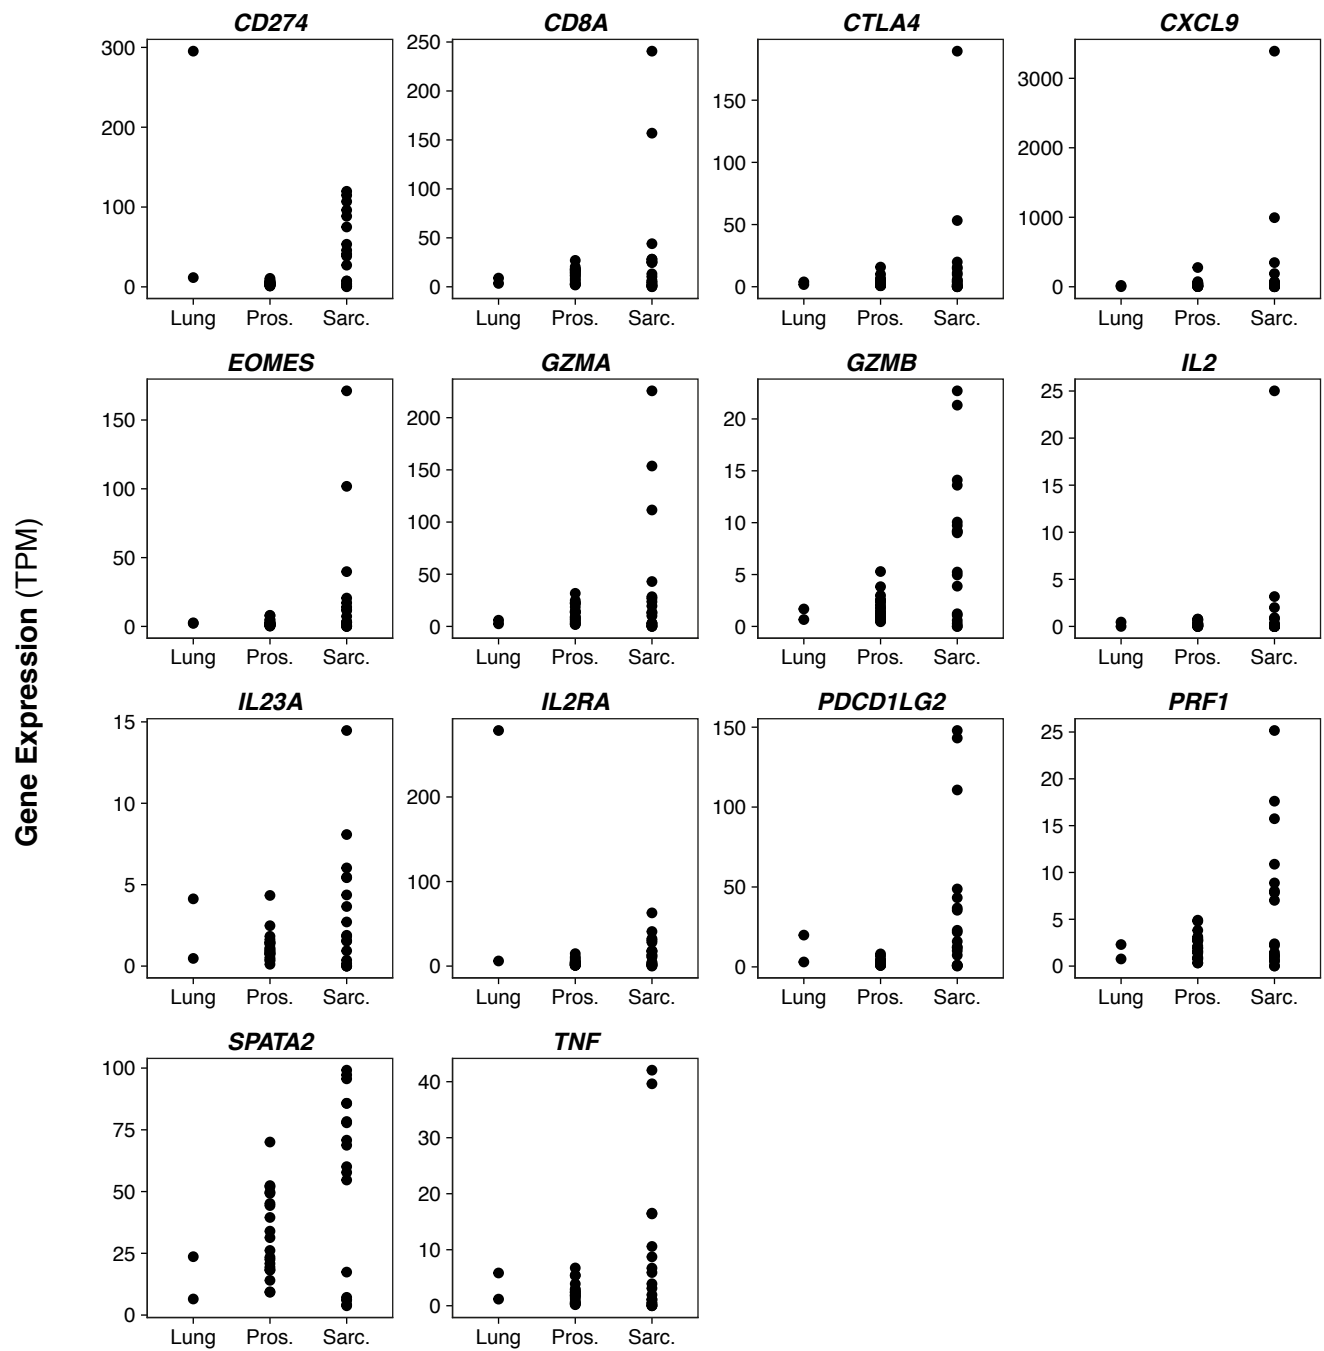 CD274
CD8A
CTLA4
CXCL9
300
200
100
0
Lung Pros. Sarc.
250
200
150
100
50
0
Lung Pros. Sarc.
150
100
50
0
Lung Pros. Sarc.
3000
2000
1000
0
Lung Pros. Sarc.
EOMES
GZMA
GZMB
IL2
150
100
50
0
Lung Pros. Sarc.
200
150
100
50
0
Lung Pros. Sarc.
20
15
10
5
0
Lung Pros. Sarc.
25
20
15
10
5
0
Lung Pros. Sarc.
Gene Expression (TPM)
IL23A
IL2RA
PDCD1LG2
PRF1
15
10
5
0
Lung Pros. Sarc.
200
100
0
Lung Pros. Sarc.
150
100
50
0
Lung Pros. Sarc.
25
20
15
10
5
0
Lung Pros. Sarc.
SPATA2
TNF
100
75
50
25
0
Lung Pros. Sarc.
40
30
20
10
0
Lung Pros. Sarc.